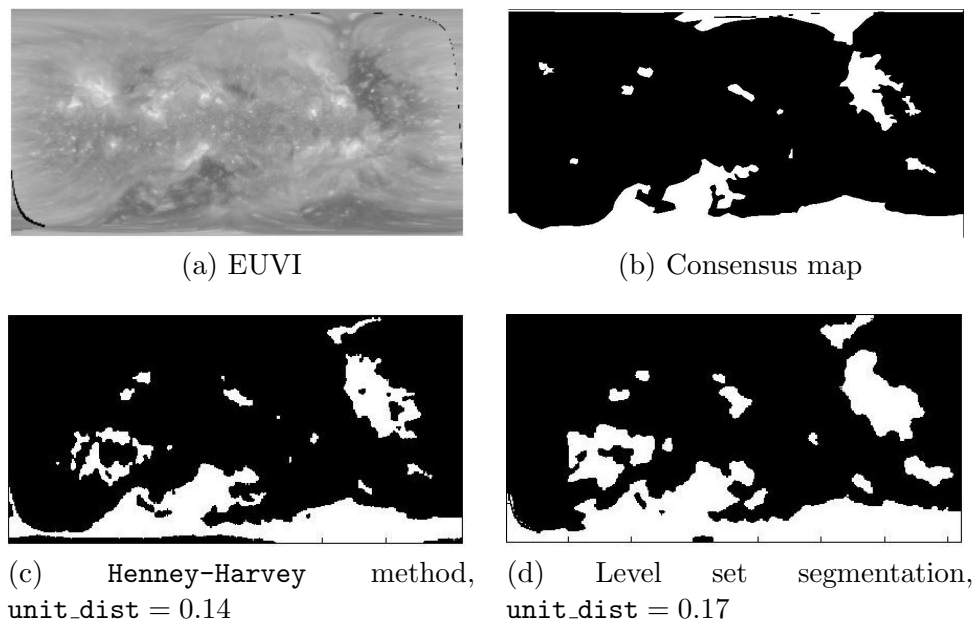 (a) EUVI
(b) Consensus map
(c) Henney-Harvey method,
unit_dist = 0.14
(d) Level set segmentation,
unit_dist = 0.17